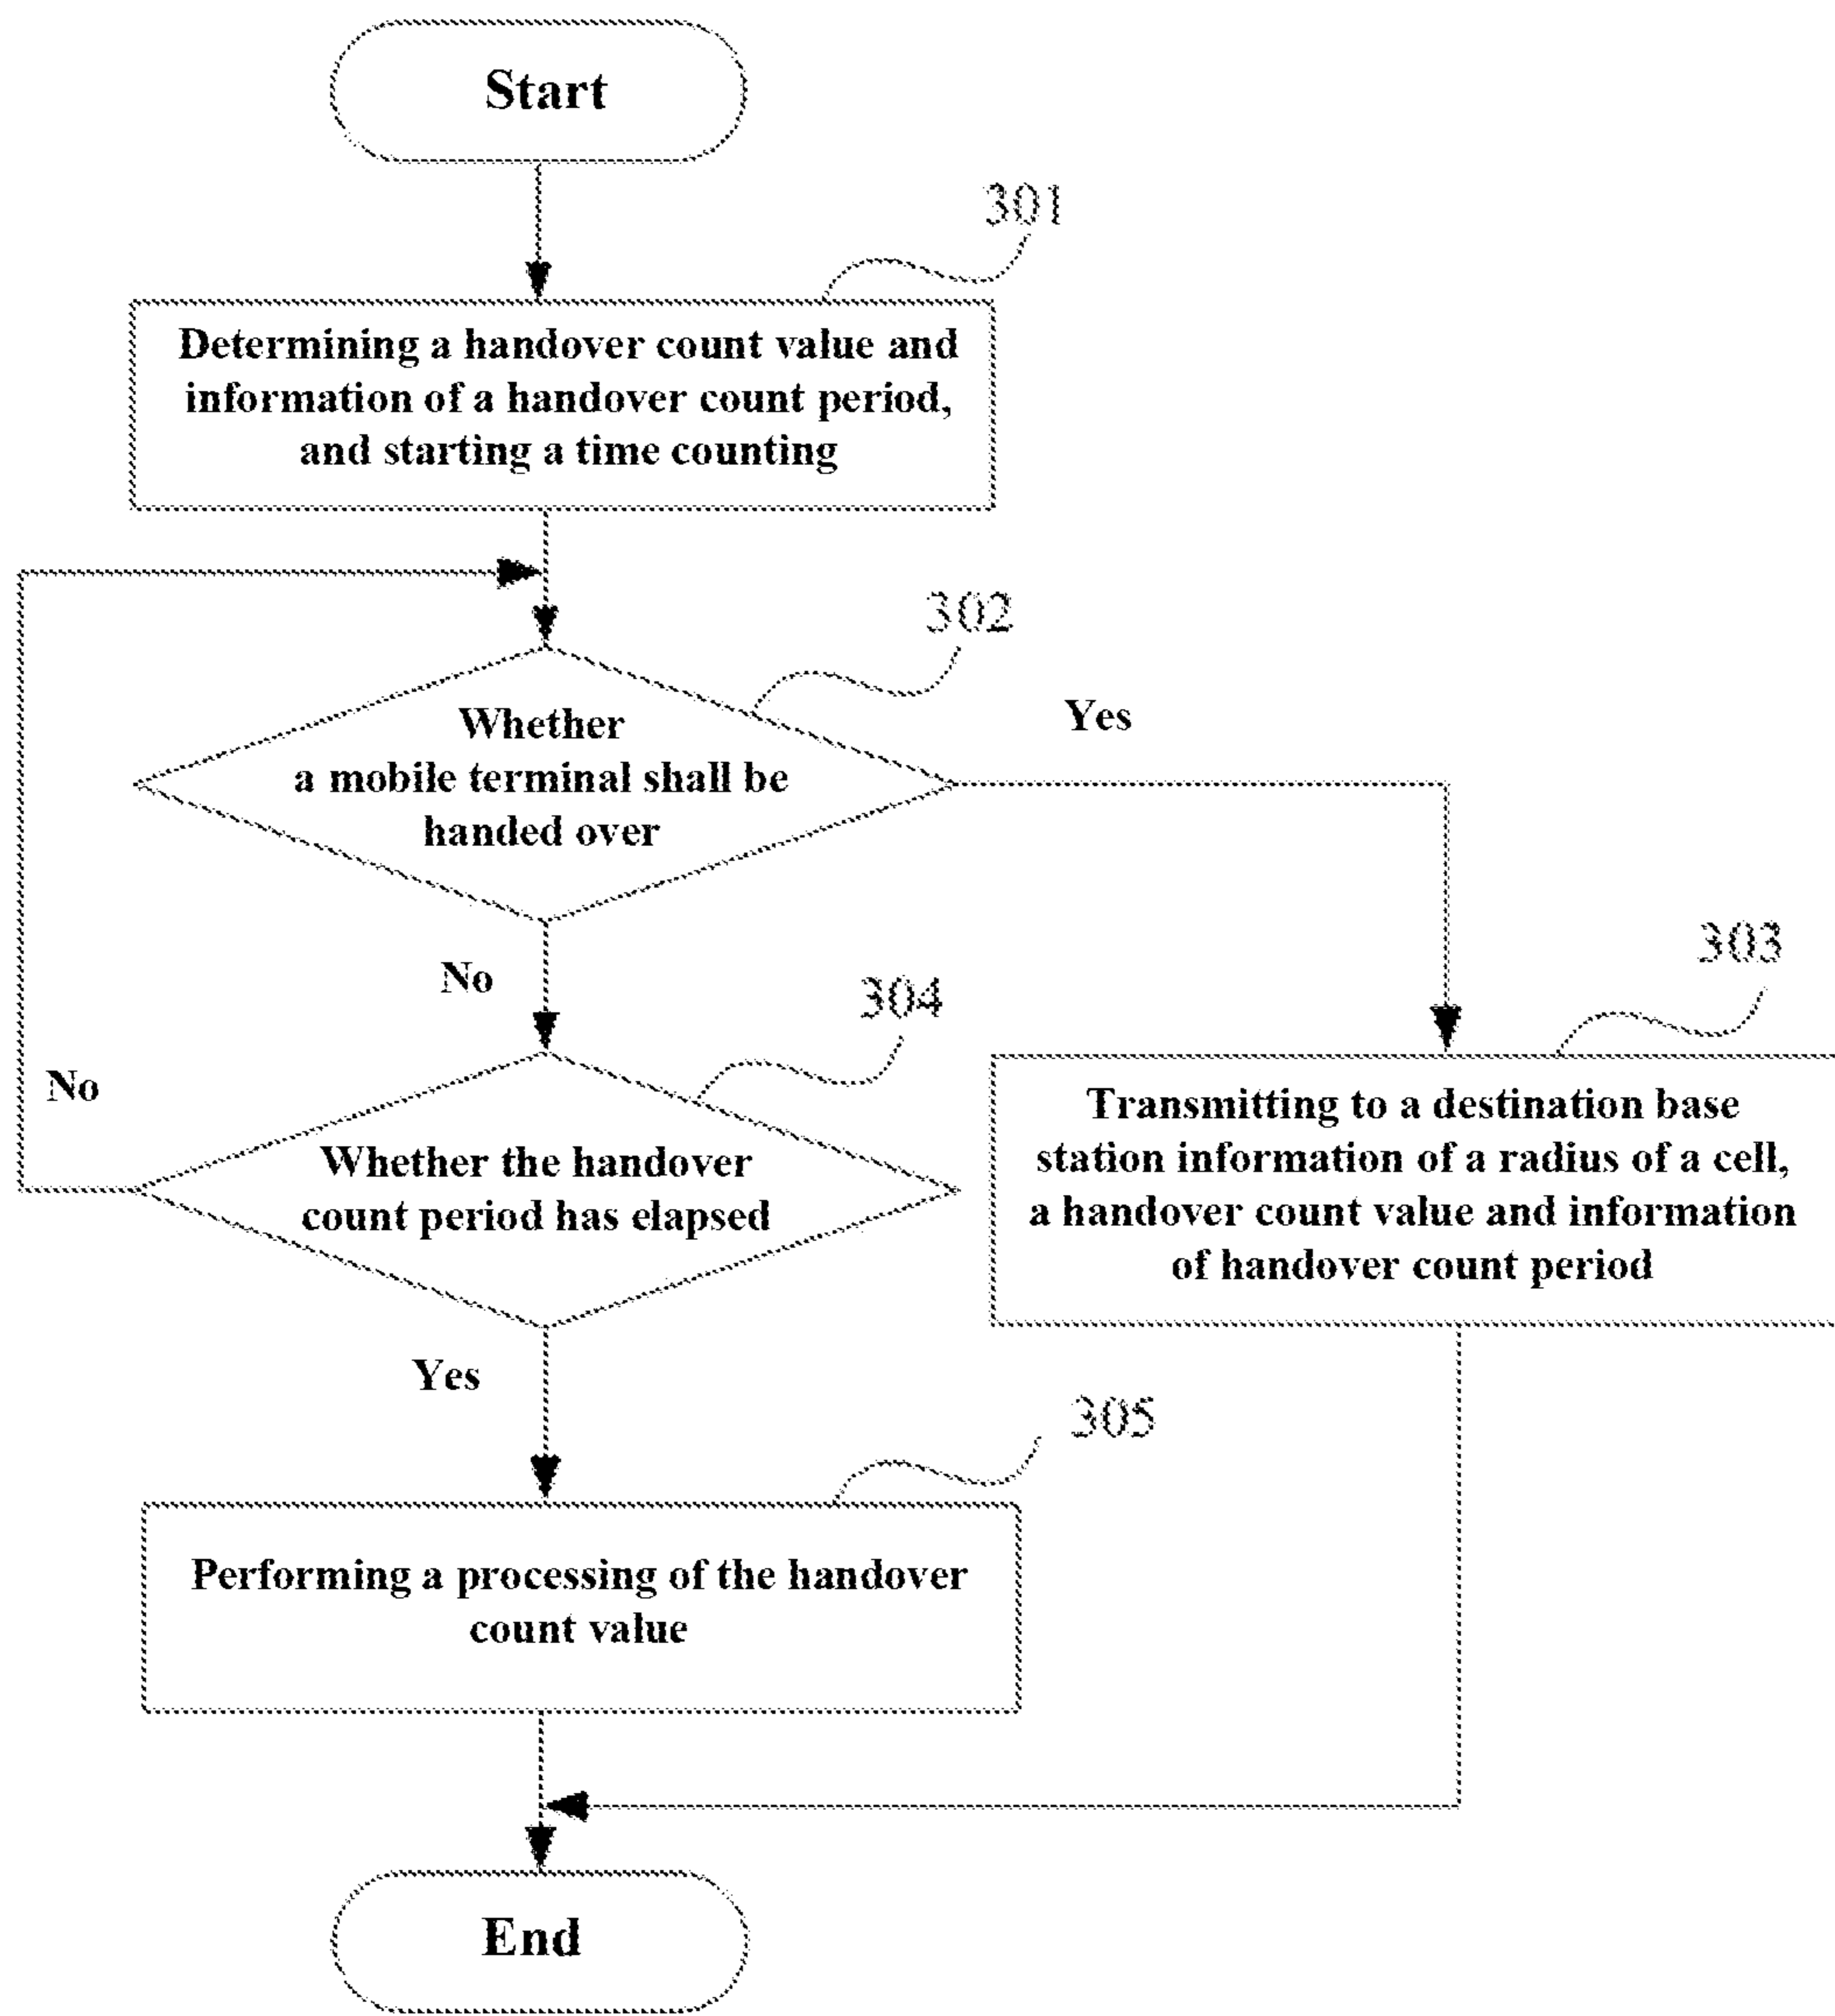 Start
301
Determining a handover count value and
information of a handover count period,
and starting a time counting
302
Whether
a mobile terminal shall be
handed over
Yes
No
303
304
No
Whether the handover
count period has elapsed
Transmitting to a destination base
station information of a radius of a cell,
a handover count value and information
of handover count period
Yes
305
Performing a processing of the handover
count value
End